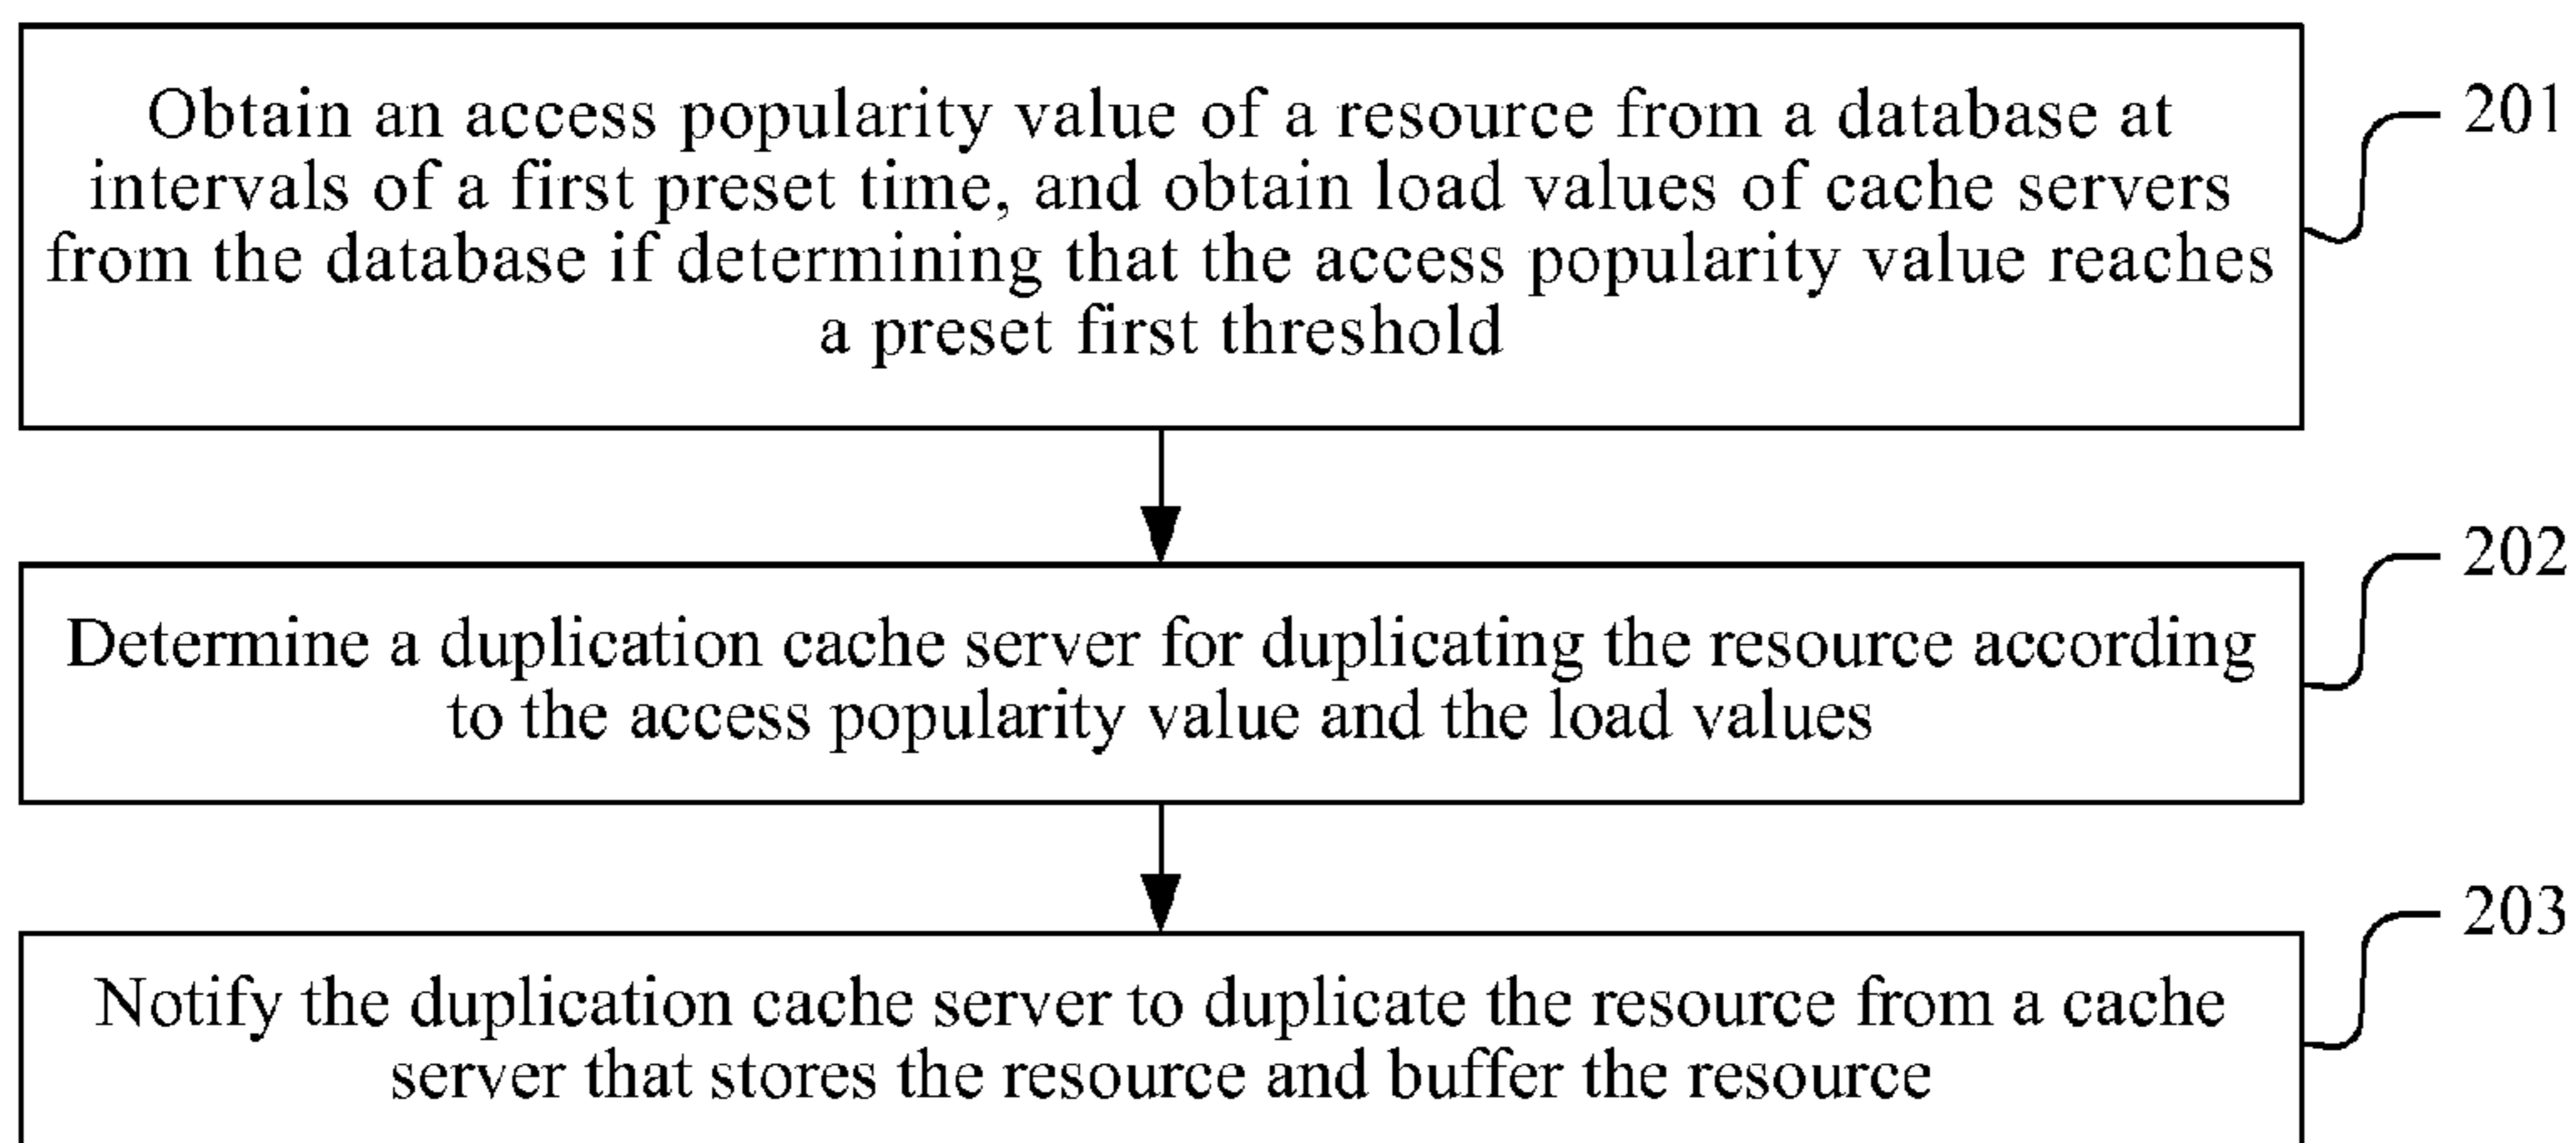 Obtain an access popularity value of a resource from a database at
intervals of a first preset time, and obtain load values of cache servers
from the database if determining that the access popularity value reaches
a preset first threshold
201
Determine a duplication cache server for duplicating the resource according
to the access popularity value and the load values
202
Notify the duplication cache server to duplicate the resource from a cache
server that stores the resource and buffer the resource
203